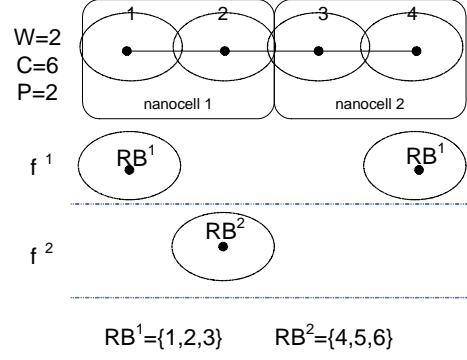 1 2 3 4
W=2
C=6
P=2
nanocell 1 nanocell 2
f ¹ RB¹ RB¹
f ² RB²
RB¹={1,2,3} RB²={4,5,6}